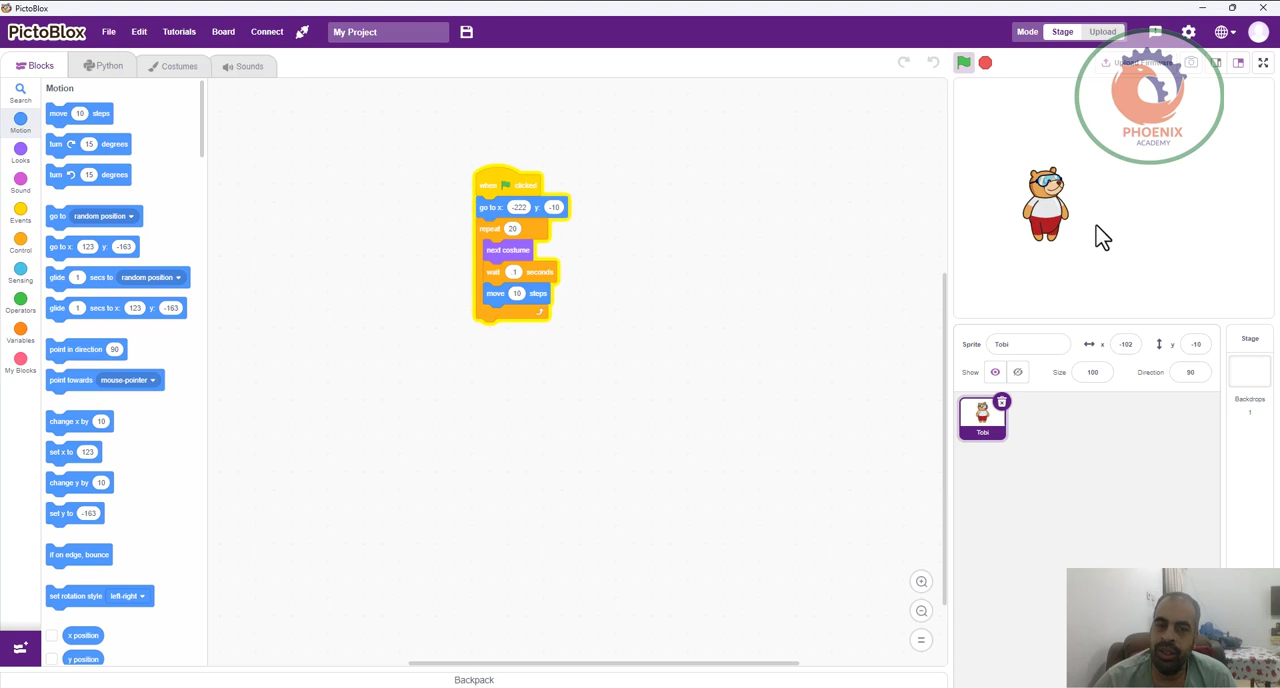 PictoBlox
PictoBlox File Edit Tutorials Board Connect My Project Mode Stage Upload
Blocks Python Costumes Sounds
Upload Firmware
PHOENIX
ACADEMY
Search
Motion
Looks
Sound
Events
Control
Sensing
Operators
Variables
My Blocks
Motion
move 10 steps
turn 15 degrees
turn 15 degrees
go to random position
go to x: 123 y: -163
glide 1 secs to random position
glide 1 secs to x: 123 y: -163
point in direction 90
point towards mouse-pointer
change x by 10
set x to 123
change y by 10
set y to -163
if on edge, bounce
set rotation style left-right
x position
y position
when clicked
go to x: -222 y: -10
repeat 20
next costume
wait 1 seconds
move 10 steps
Sprite Tobi x -102 y -10
Show Size 100 Direction 90
Tobi
Stage
Backdrops
1
Backpack